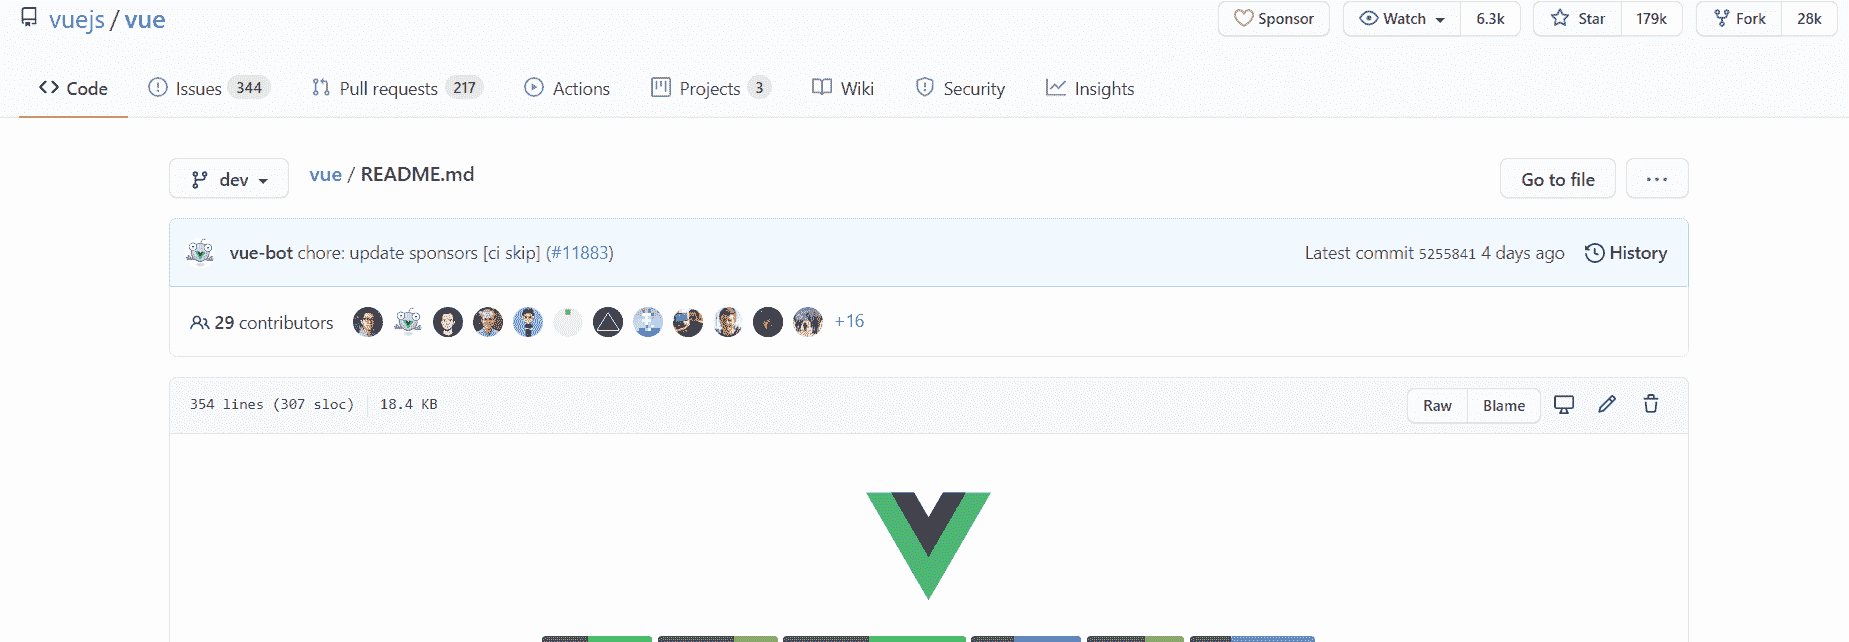 vuejs / vue
Sponsor Watch 6.3k Star 179k Fork 28k
Code Issues 344 Pull requests 217 Actions Projects 3 Wiki Security Insights
dev vue / README.md Go to file ...
vue-bot chore: update sponsors [ci skip] (#11883) Latest commit 5255841 4 days ago History
29 contributors +16
354 lines (307 sloc) 18.4 KB Raw Blame